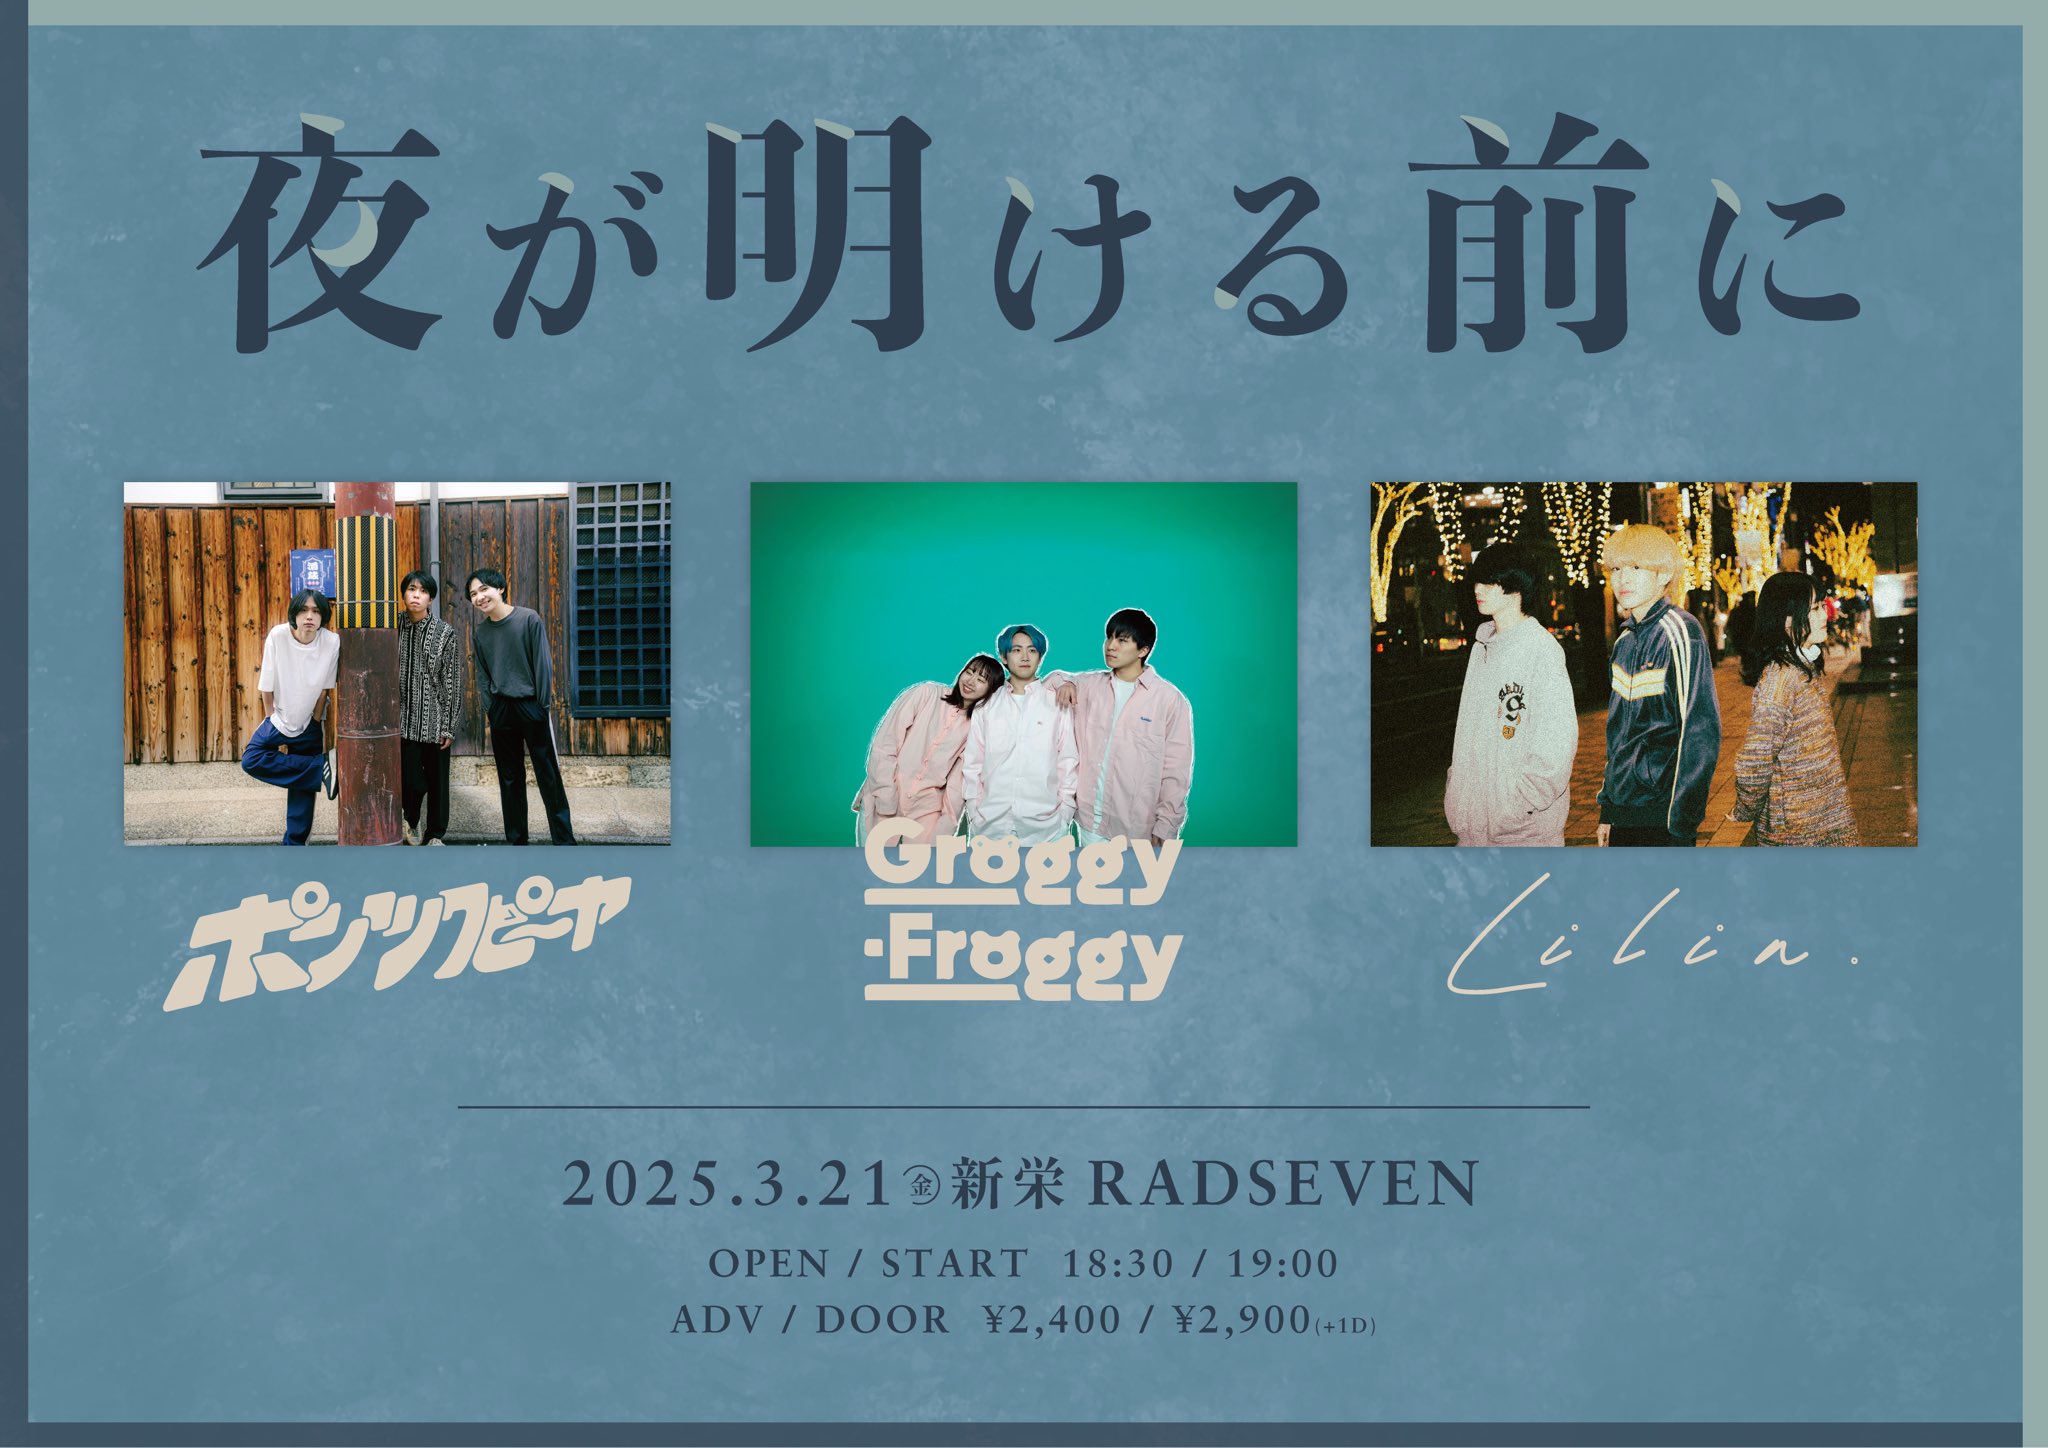 夜が明ける前に
ポンツクピーヤ
Groggy
Froggy
Lilin.
2025.3.21㊎新栄 RADSEVEN
OPEN / START 18:30 / 19:00
ADV / DOOR ¥2,400 / ¥2,900(+1D)